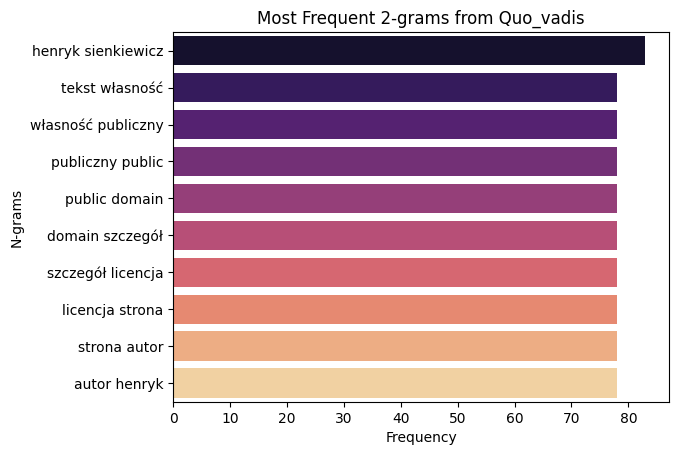 Most Frequent 2-grams from Quo_vadis
henryk sienkiewicz
tekst własność
własność publiczny
publiczny public
public domain
domain szczegół
szczegół licencja
licencja strona
strona autor
autor henryk
N-grams
0 10 20 30 40 50 60 70 80
Frequency